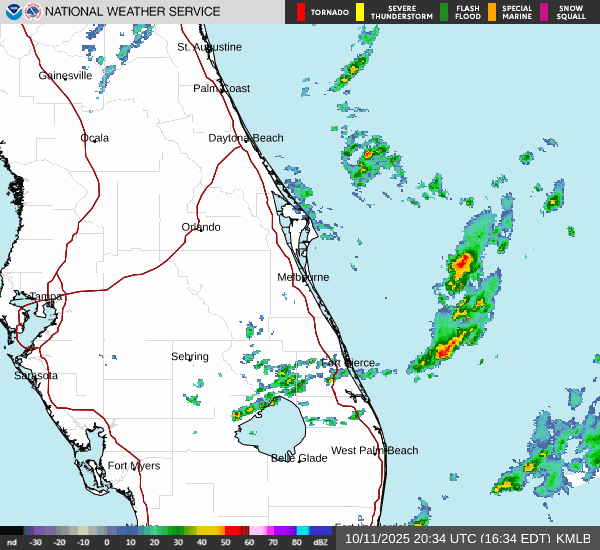 NATIONAL WEATHER SERVICE
TORNADO
SEVERE THUNDERSTORM
FLASH FLOOD
SPECIAL MARINE
SNOW SQUALL
St. Augustine
Gainesville
Palm Coast
Ocala
Daytona Beach
Orlando
Melbourne
Tampa
Sebring
Fort Pierce
Sarasota
West Palm Beach
Belle Glade
Fort Myers
nd -30 -20 -10 0 10 20 30 40 50 60 70 80 dBZ
10/11/2025 20:34 UTC (16:34 EDT) KMLB